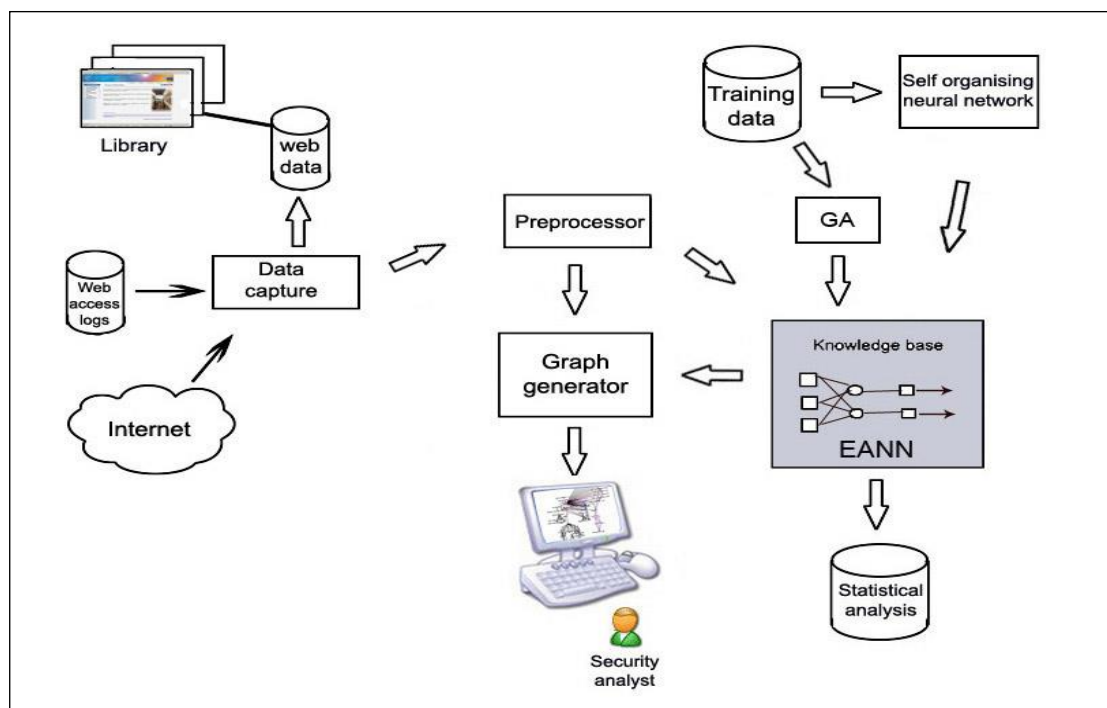 Library
web
data
Web
access
logs
Data
capture
Internet
Preprocessor
Graph
generator
Security
analyst
Training
data
Self organising
neural network
GA
Knowledge base
EANN
Statistical
analysis